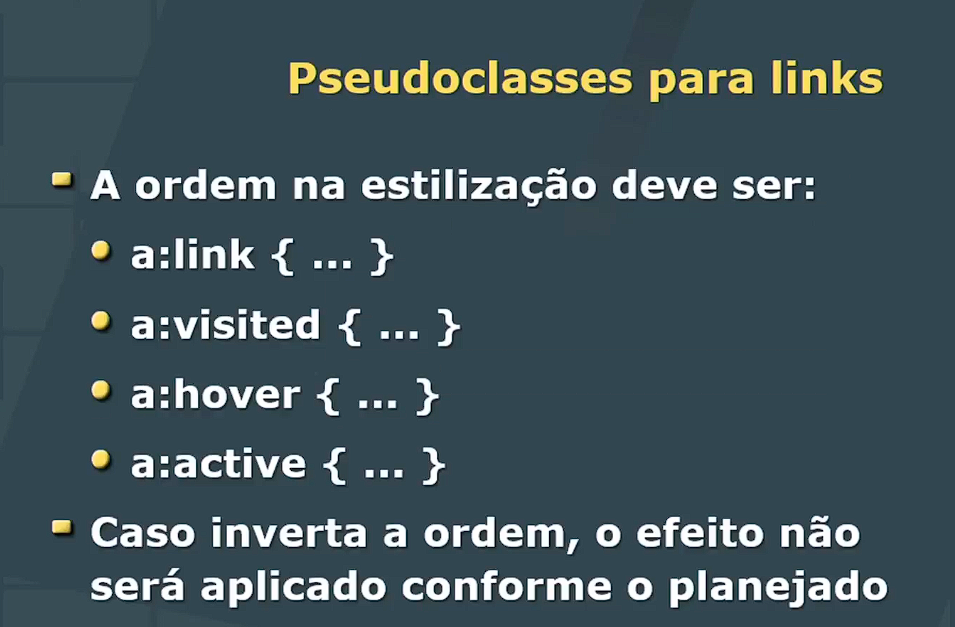 Pseudoclasses para links
A ordem na estilização deve ser:
a:link { ... }
a:visited { ... }
a:hover { ... }
a:active { ... }
Caso inverta a ordem, o efeito não
será aplicado conforme o planejado